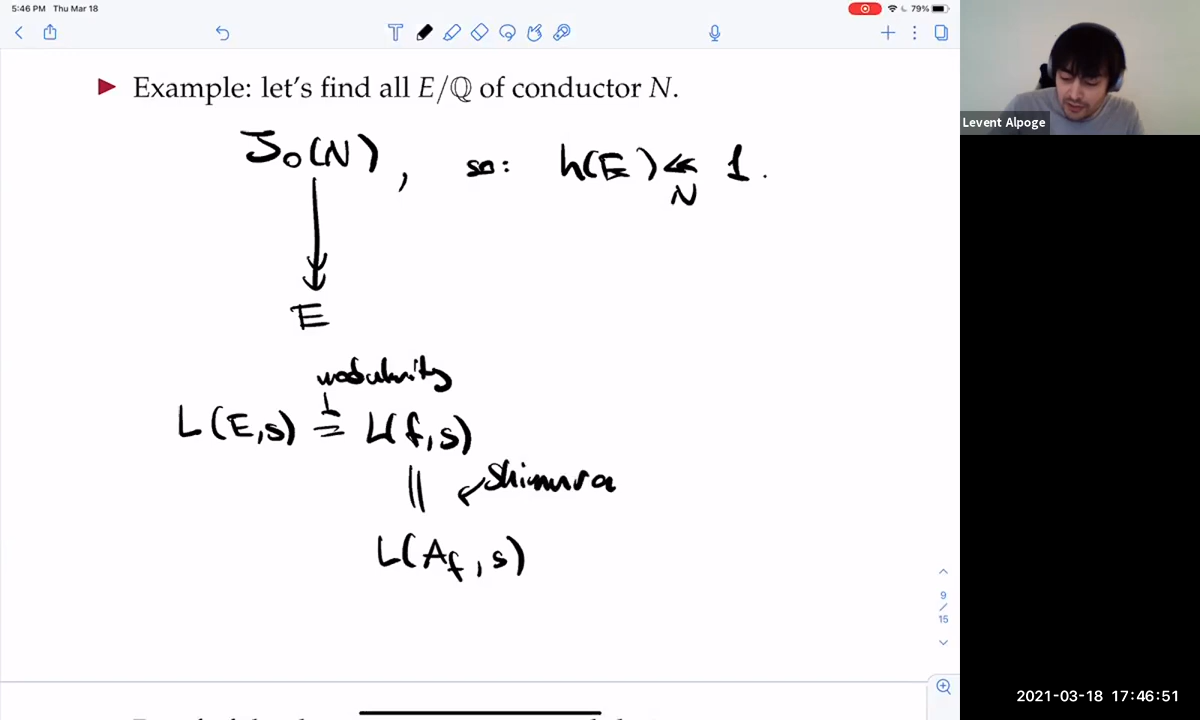 5:46 PM Thu Mar 18
79%
Example: let's find all E/ℚ of conductor N.
J₀(N), so: h(E) ≪_N 1.
E
modularity
L(E,s) = L(f,s)
|| Shimura
L(A_f, s)
9
/
15
Levent Alpoge
2021-03-18 17:46:51